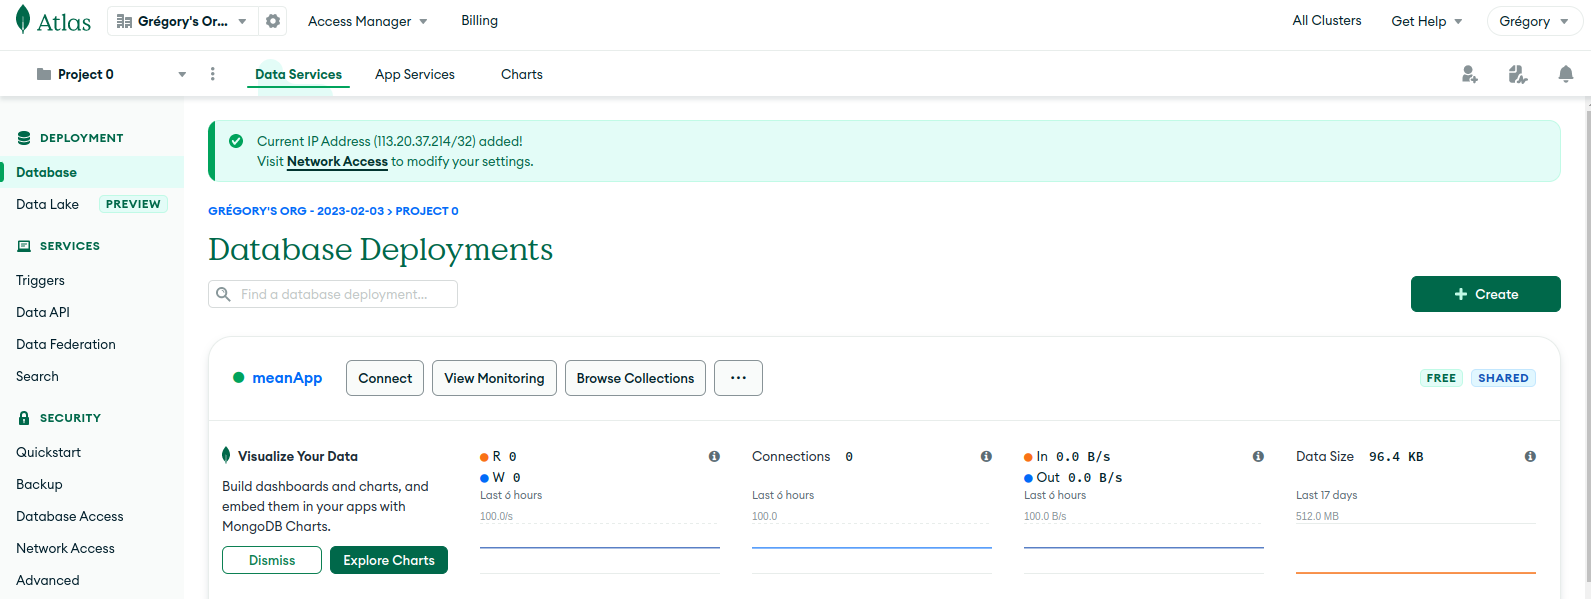 Atlas
Grégory's Or...
Access Manager
Billing
All Clusters
Get Help
Grégory
Project 0
Data Services
App Services
Charts
DEPLOYMENT
Database
Data Lake PREVIEW
SERVICES
Triggers
Data API
Data Federation
Search
SECURITY
Quickstart
Backup
Database Access
Network Access
Advanced
Current IP Address (113.20.37.214/32) added!
Visit Network Access to modify your settings.
GRÉGORY'S ORG - 2023-02-03 > PROJECT 0
Database Deployments
Find a database deployment...
+ Create
meanApp
Connect
View Monitoring
Browse Collections
...
FREE
SHARED
Visualize Your Data
Build dashboards and charts, and
embed them in your apps with
MongoDB Charts.
Dismiss
Explore Charts
R 0
W 0
Last 6 hours
100.0/s
Connections 0
Last 6 hours
100.0
In 0.0 B/s
Out 0.0 B/s
Last 6 hours
100.0 B/s
Data Size 96.4 KB
Last 17 days
512.0 MB